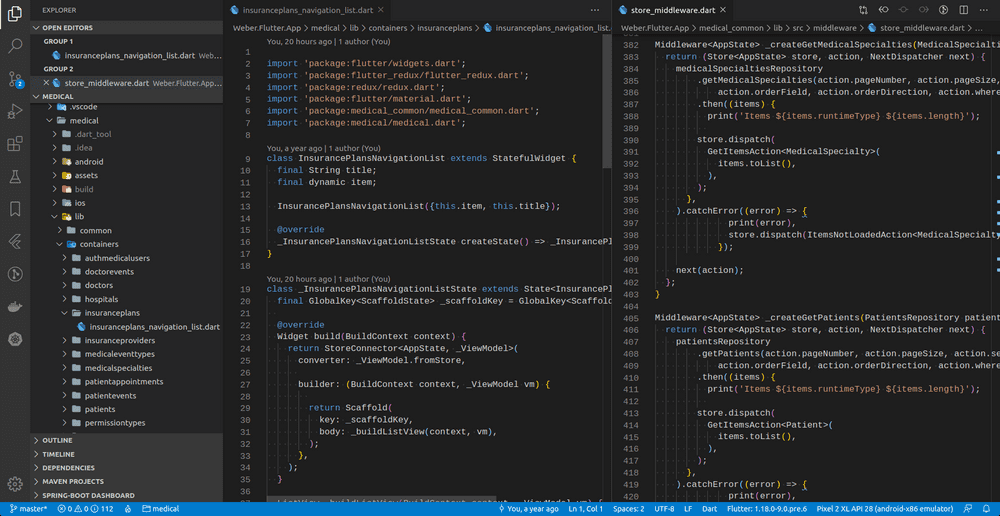 EXPLORER
OPEN EDITORS
GROUP 1
insuranceplans_navigation_list.dart Web...
GROUP 2
store_middleware.dart Weber.Flutter.App...
MEDICAL
.vscode
medical
.dart_tool
.idea
android
assets
build
ios
lib
common
containers
authmedicalusers
doctorevents
doctors
hospitals
insuranceplans
insuranceplans_navigation_list.dart
insuranceproviders
medicaleventtypes
medicalspecialties
patientappointments
patientevents
patients
permissiontypes
OUTLINE
TIMELINE
DEPENDENCIES
MAVEN PROJECTS
SPRING-BOOT DASHBOARD
insuranceplans_navigation_list.dart
Weber.Flutter.App > medical > lib > containers > insuranceplans > insuranceplans_navigation_list.
You, 20 hours ago | 1 author (You)
1
2 import 'package:flutter/widgets.dart';
3 import 'package:flutter_redux/flutter_redux.dart';
4 import 'package:redux/redux.dart';
5 import 'package:flutter/material.dart';
6 import 'package:medical_common/medical_common.dart';
7 import 'package:medical/medical.dart';
8
You, a year ago | 1 author (You)
9 class InsurancePlansNavigationList extends StatefulWidget {
10 final String title;
11 final dynamic item;
12
13 InsurancePlansNavigationList({this.item, this.title});
14
15 @override
16 _InsurancePlansNavigationListState createState() => _InsurancePl
17 }
18
You, 20 hours ago | 1 author (You)
19 class _InsurancePlansNavigationListState extends State<InsuranceP
20 final GlobalKey<ScaffoldState> _scaffoldKey = GlobalKey<Scaffold
22
23 @override
24 Widget build(BuildContext context) {
24 return StoreConnector<AppState, _ViewModel>(
25 converter: _ViewModel.fromStore,
26
27 builder: (BuildContext context, _ViewModel vm) {
28
29 return Scaffold(
30 key: _scaffoldKey,
31 body: _buildListView(context, vm),
32 );
33 },
34 );
35 }
36
store_middleware.dart
Weber.Flutter.App > medical_common > lib > src > middleware > store_middleware.dart > ...
382 Middleware<AppState> _createGetMedicalSpecialties(MedicalSpecialti
383 return (Store<AppState> store, action, NextDispatcher next) {
384 medicalSpecialtiesRepository
385 .getMedicalSpecialties(action.pageNumber, action.pageSize,
386 action.orderField, action.orderDirection, action.where
387 .then((items) {
388 print('Items ${items.runtimeType} ${items.length}');
389
390 store.dispatch(
391 GetItemsAction<MedicalSpecialty>(
392 items.toList(),
393 ),
394 );
395 },
396 ).catchError((error) => {
397 print(error),
398 store.dispatch(ItemsNotLoadedAction<MedicalSpecialty
399 });
400
401 next(action);
402 };
403 }
404
405 Middleware<AppState> _createGetPatients(PatientsRepository patient
406 return (Store<AppState> store, action, NextDispatcher next) {
407 patientsRepository
408 .getPatients(action.pageNumber, action.pageSize, action.se
409 action.orderField, action.orderDirection, action.where
410 .then((items) {
411 print('Items ${items.runtimeType} ${items.length}');
412
413 store.dispatch(
414 GetItemsAction<Patient>(
415 items.toList(),
416 ),
417 );
418 },
419 ).catchError((error) => {
420 print(error),
2
master*
0 0 112
medical
You, a year ago
Ln 1, Col 1
Spaces: 2
UTF-8
LF
Dart
Flutter: 1.18.0-9.0.pre.6
Pixel 2 XL API 28 (android-x86 emulator)